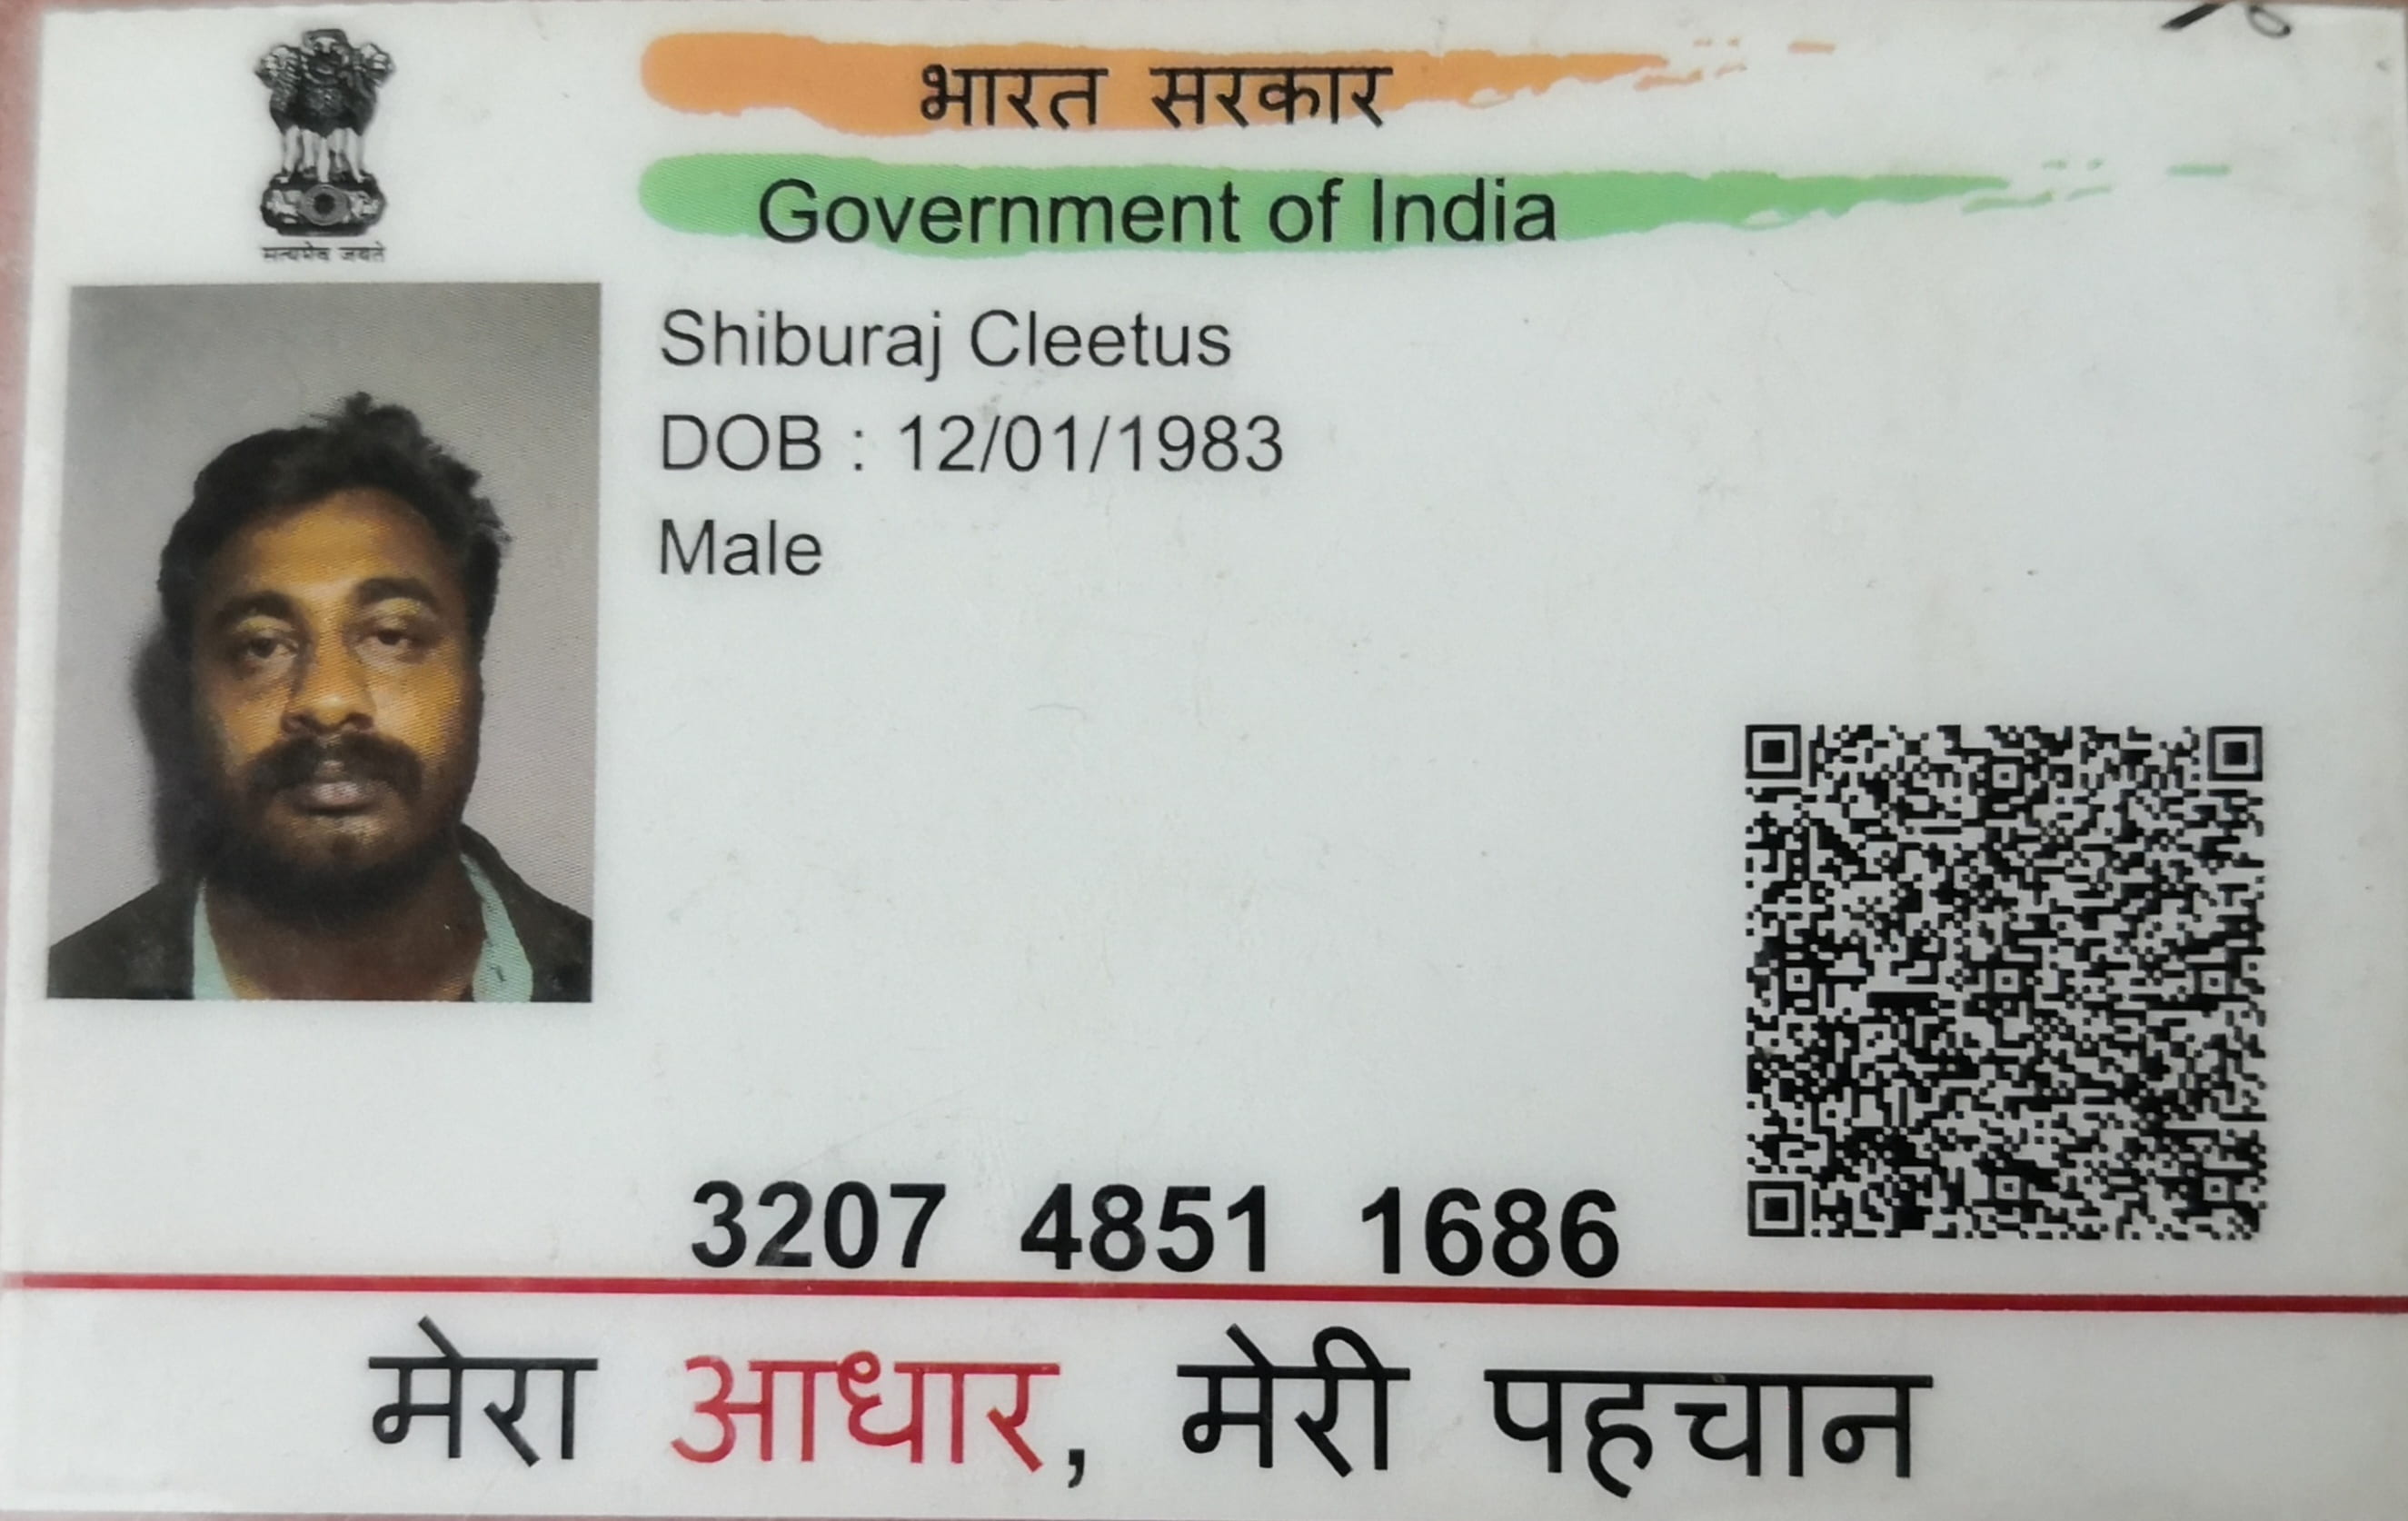 भारत सरकार
Government of India
सत्यमेव जयते
Shiburaj Cleetus
DOB : 12/01/1983
Male
3207 4851 1686
मेरा आधार, मेरी पहचान